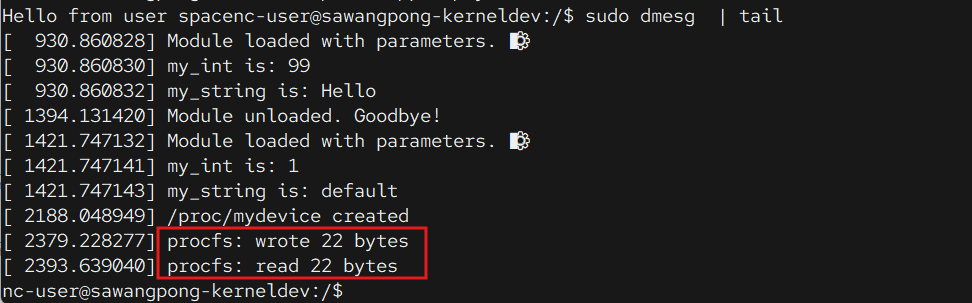 Hello from user spacenc-user@sawangpong-kerneldev:/$ sudo dmesg  | tail
[  930.860828] Module loaded with parameters.
[  930.860830] my_int is: 99
[  930.860832] my_string is: Hello
[ 1394.131420] Module unloaded. Goodbye!
[ 1421.747132] Module loaded with parameters.
[ 1421.747141] my_int is: 1
[ 1421.747143] my_string is: default
[ 2188.048949] /proc/mydevice created
[ 2379.228277] procfs: wrote 22 bytes
[ 2393.639040] procfs: read 22 bytes
nc-user@sawangpong-kerneldev:/$